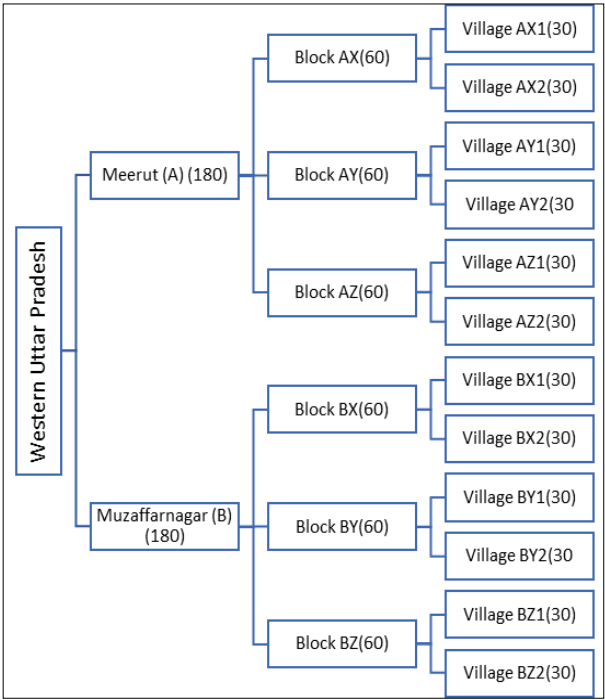 Western Uttar Pradesh
Meerut (A) (180)
Block AX(60)
Village AX1(30)
Village AX2(30)
Block AY(60)
Village AY1(30)
Village AY2(30
Block AZ(60)
Village AZ1(30)
Village AZ2(30)
Muzaffarnagar (B)
(180)
Block BX(60)
Village BX1(30)
Village BX2(30)
Block BY(60)
Village BY1(30)
Village BY2(30
Block BZ(60)
Village BZ1(30)
Village BZ2(30)